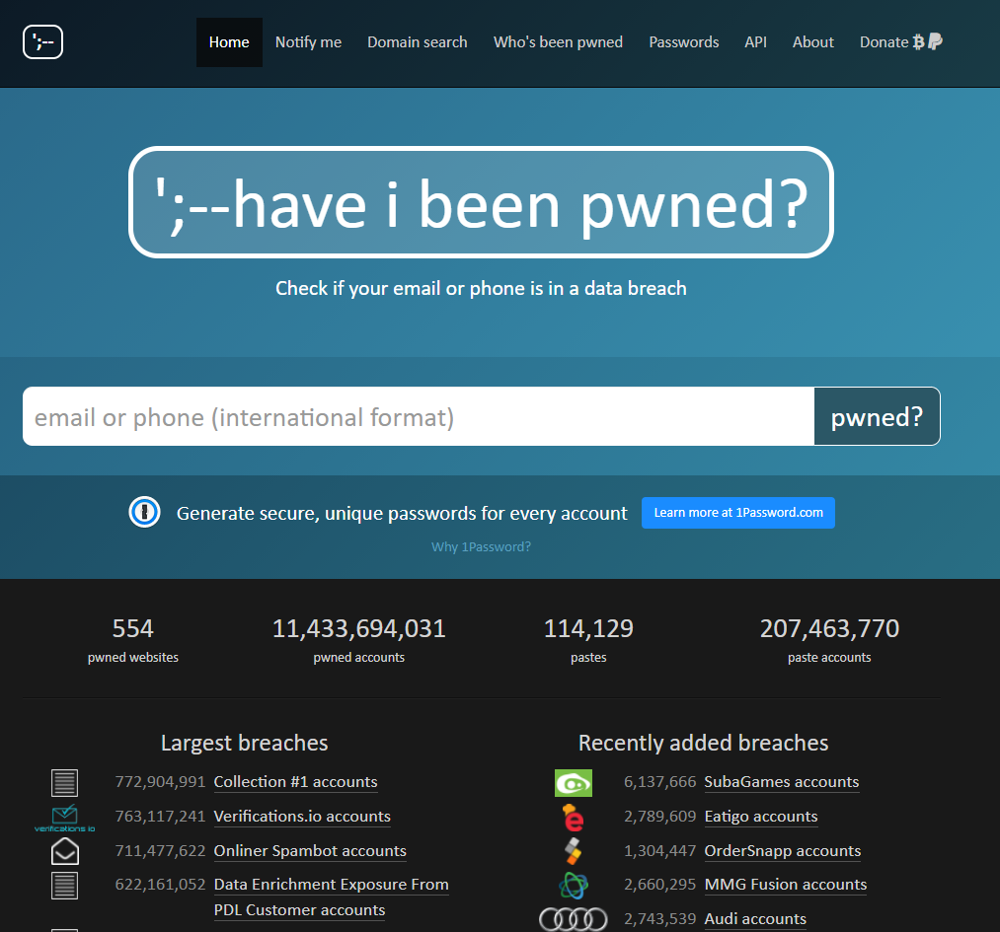 ';--
Home Notify me Domain search Who's been pwned Passwords API About Donate
';--have i been pwned?
Check if your email or phone is in a data breach
email or phone (international format) pwned?
Generate secure, unique passwords for every account Learn more at 1Password.com
Why 1Password?
554 11,433,694,031 114,129 207,463,770
pwned websites pwned accounts pastes paste accounts
Largest breaches
772,904,991 Collection #1 accounts
verifications io
763,117,241 Verifications.io accounts
711,477,622 Onliner Spambot accounts
622,161,052 Data Enrichment Exposure From
PDL Customer accounts
Recently added breaches
6,137,666 SubaGames accounts
2,789,609 Eatigo accounts
1,304,447 OrderSnapp accounts
2,660,295 MMG Fusion accounts
2,743,539 Audi accounts